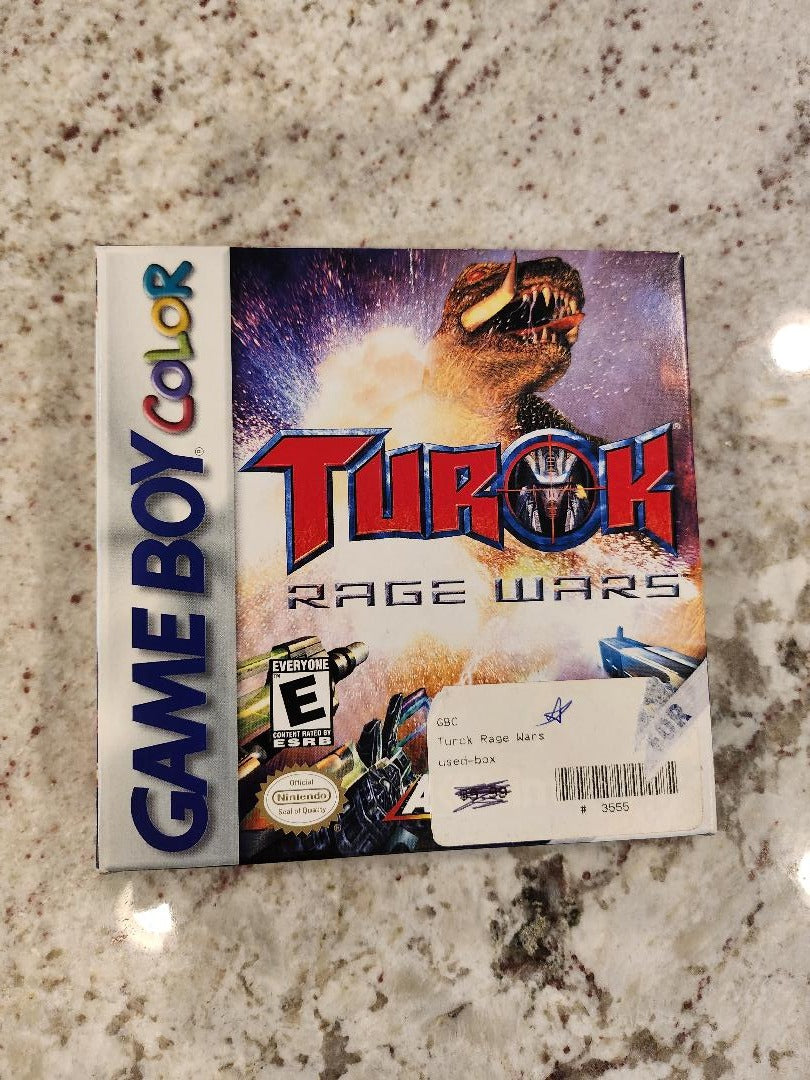 GAME BOY COLOR
TUROK
RAGE WARS
EVERYONE
E
CONTENT RATED BY
ESRB
Official
Nintendo
Seal of Quality
GBC
Turok Rage Wars
used-box
# 3555